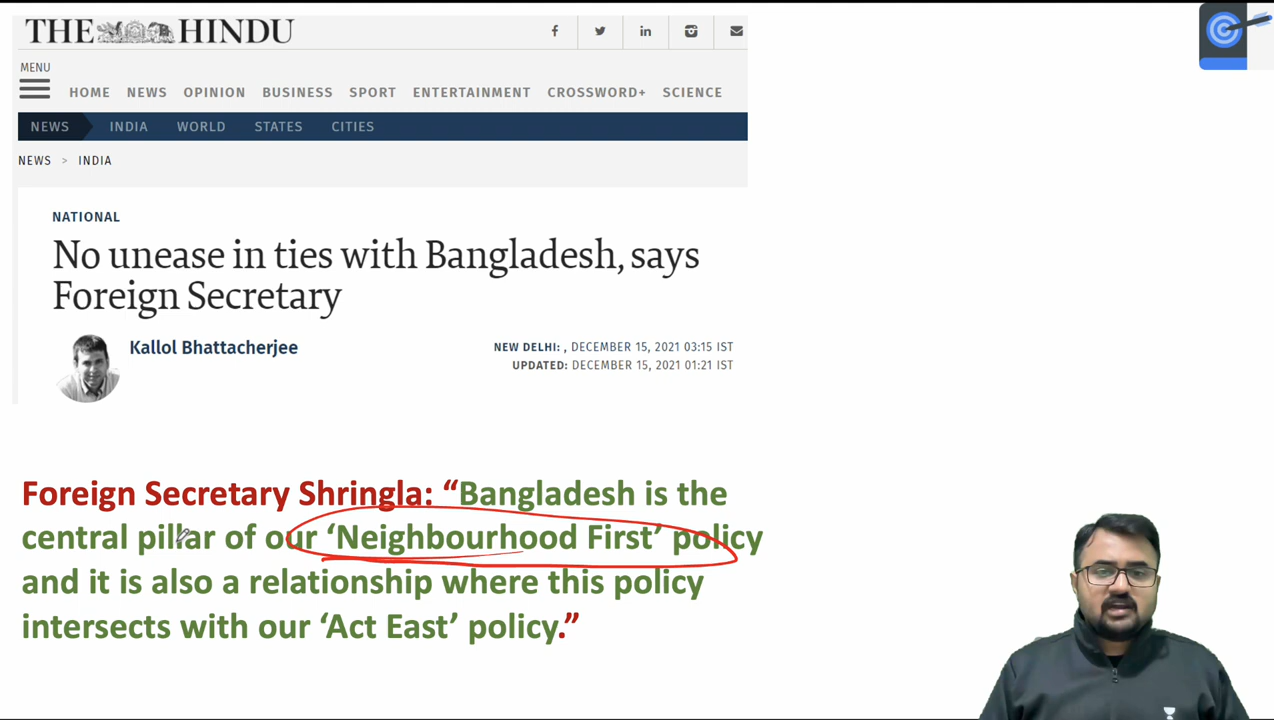 THE HINDU
MENU
HOME NEWS OPINION BUSINESS SPORT ENTERTAINMENT CROSSWORD+ SCIENCE
NEWS INDIA WORLD STATES CITIES
NEWS > INDIA
NATIONAL
No unease in ties with Bangladesh, says
Foreign Secretary
Kallol Bhattacherjee
NEW DELHI: , DECEMBER 15, 2021 03:15 IST
UPDATED: DECEMBER 15, 2021 01:21 IST
Foreign Secretary Shringla: “Bangladesh is the
central pillar of our ‘Neighbourhood First’ policy
and it is also a relationship where this policy
intersects with our ‘Act East’ policy.”